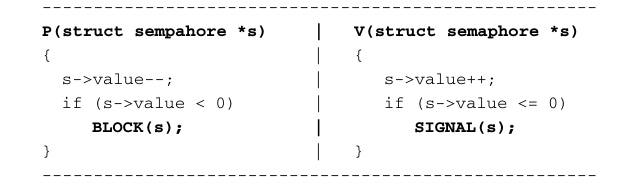 ------------------------------------------------------
P(struct sempahore *s)     |   V(struct semaphore *s)
{                          |   {
  s->value--;              |      s->value++;
  if (s->value < 0)        |      if (s->value <= 0)
     BLOCK(s);             |         SIGNAL(s);
}                          |   }
------------------------------------------------------